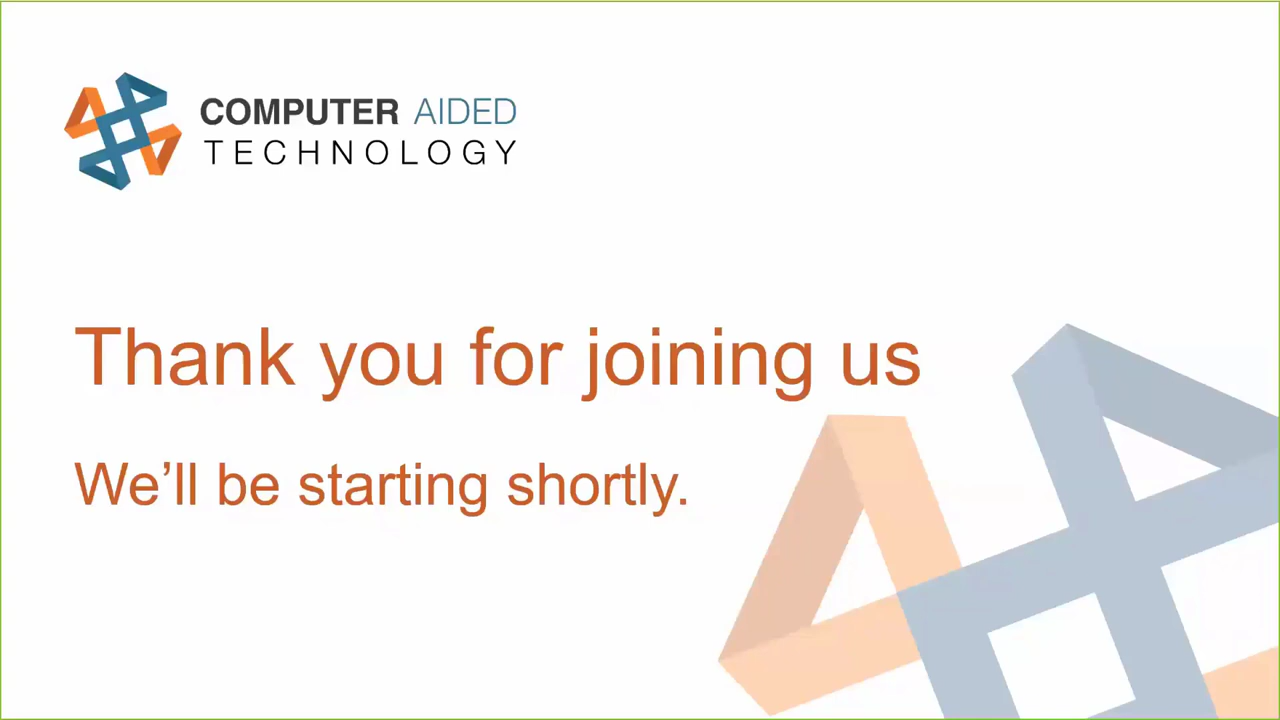 COMPUTER AIDED
TECHNOLOGY
Thank you for joining us
We’ll be starting shortly.